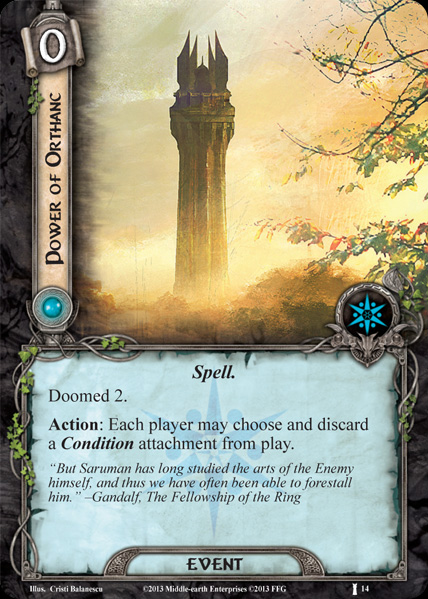 0
POWER OF ORTHANC
Spell.
Doomed 2.
Action: Each player may choose and discard
a Condition attachment from play.
“But Saruman has long studied the arts of the Enemy
himself, and thus we have often been able to forestall
him.” –Gandalf, The Fellowship of the Ring
EVENT
Illus. Cristi Balanescu ©2013 Middle-earth Enterprises ©2013 FFG 14